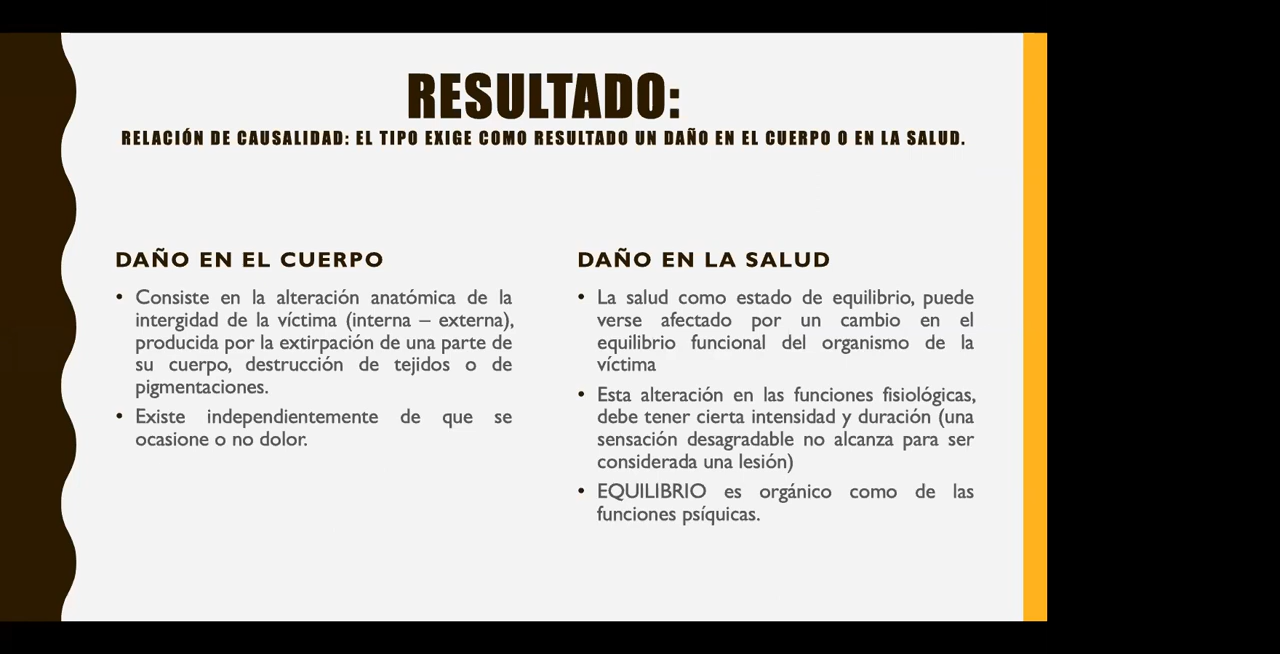 RESULTADO:
RELACIÓN DE CAUSALIDAD: EL TIPO EXIGE COMO RESULTADO UN DAÑO EN EL CUERPO O EN LA SALUD.
DAÑO EN EL CUERPO
• Consiste en la alteración anatómica de la
intergidad de la víctima (interna – externa),
producida por la extirpación de una parte de
su cuerpo, destrucción de tejidos o de
pigmentaciones.
• Existe independientemente de que se
ocasione o no dolor.
DAÑO EN LA SALUD
• La salud como estado de equilibrio, puede
verse afectado por un cambio en el
equilibrio funcional del organismo de la
víctima
• Esta alteración en las funciones fisiológicas,
debe tener cierta intensidad y duración (una
sensación desagradable no alcanza para ser
considerada una lesión)
• EQUILIBRIO es orgánico como de las
funciones psíquicas.